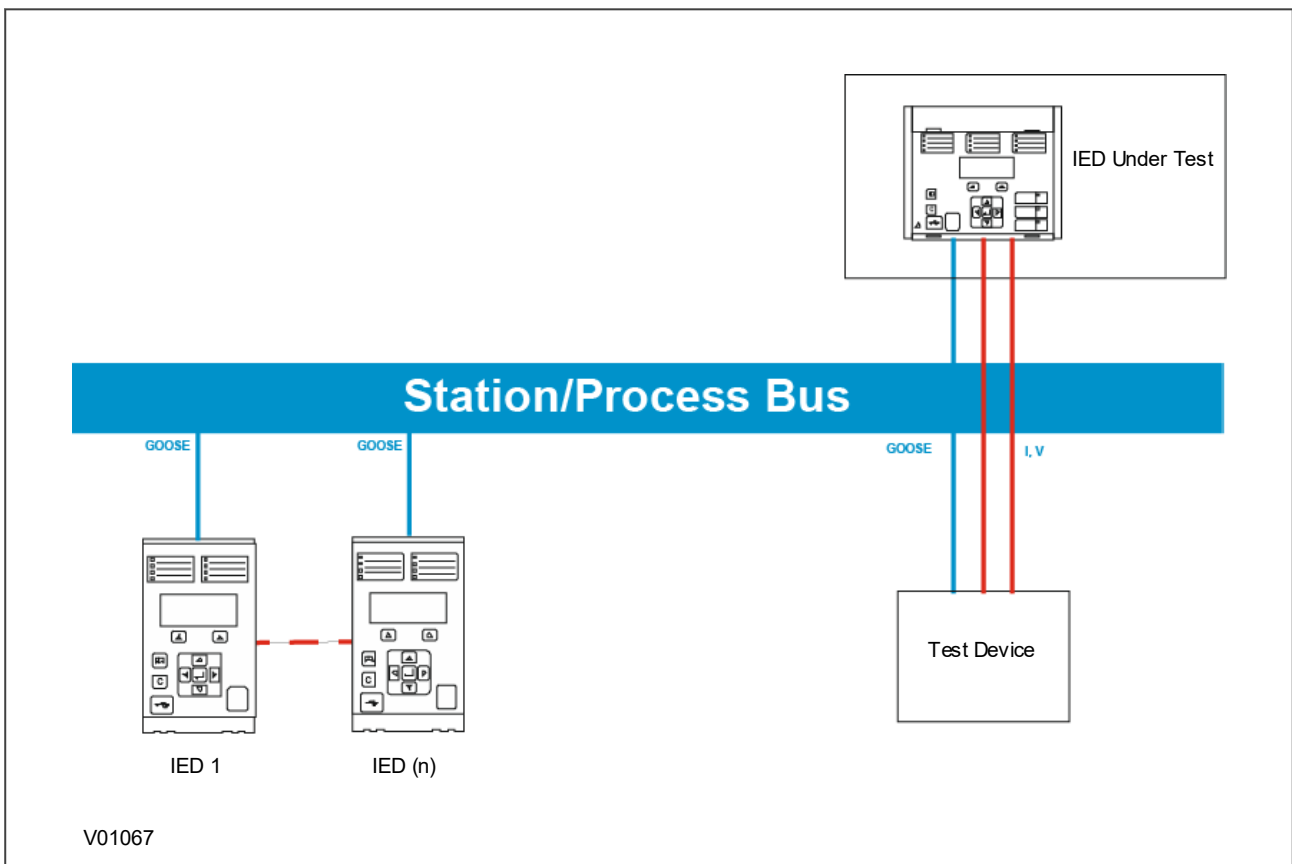 IED Under Test
Station/Process Bus
GOOSE
GOOSE
GOOSE
I, V
C
C
Test Device
IED 1
IED (n)
V01067